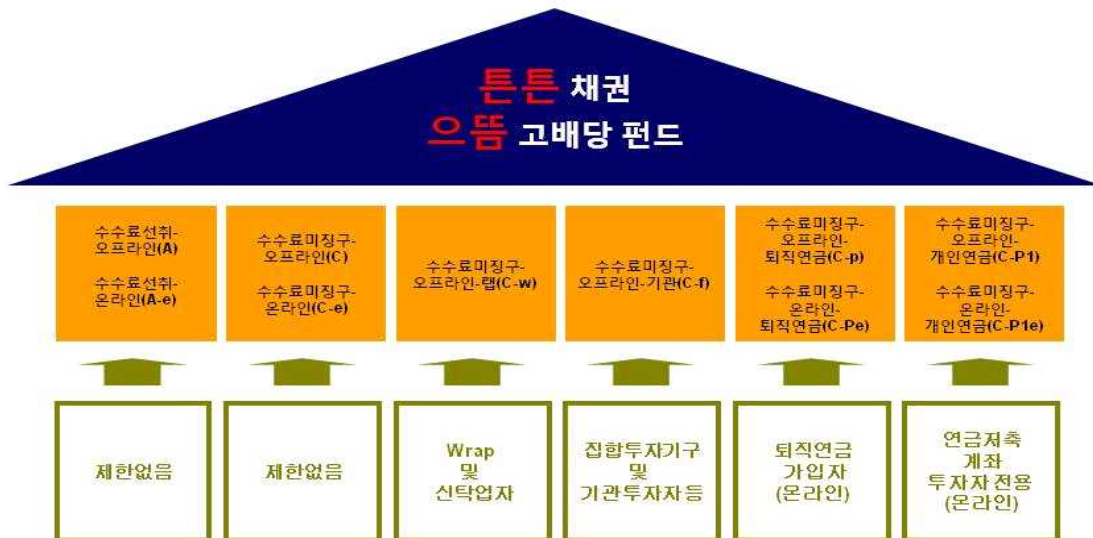 튼튼 채권
으뜸 고배당 펀드
수수료선취-
오프라인(A)
수수료선취-
온라인(A-e)
수수료미징구-
오프라인(C)
수수료미징구-
온라인(C-e)
수수료미징구-
오프라인-랩(C-w)
수수료미징구-
오프라인-기관(C-f)
수수료미징구-
오프라인-
퇴직연금(C-p)
수수료미징구-
온라인-
퇴직연금(C-Pe)
수수료미징구-
오프라인-
개인연금(C-P1)
수수료미징구-
온라인-
개인연금(C-P1e)
제한없음
제한없음
Wrap
및
신탁업자
집합투자기구
및
기관투자자등
퇴직연금
가입자
(온라인)
연금저축
계좌
투자자전용
(온라인)